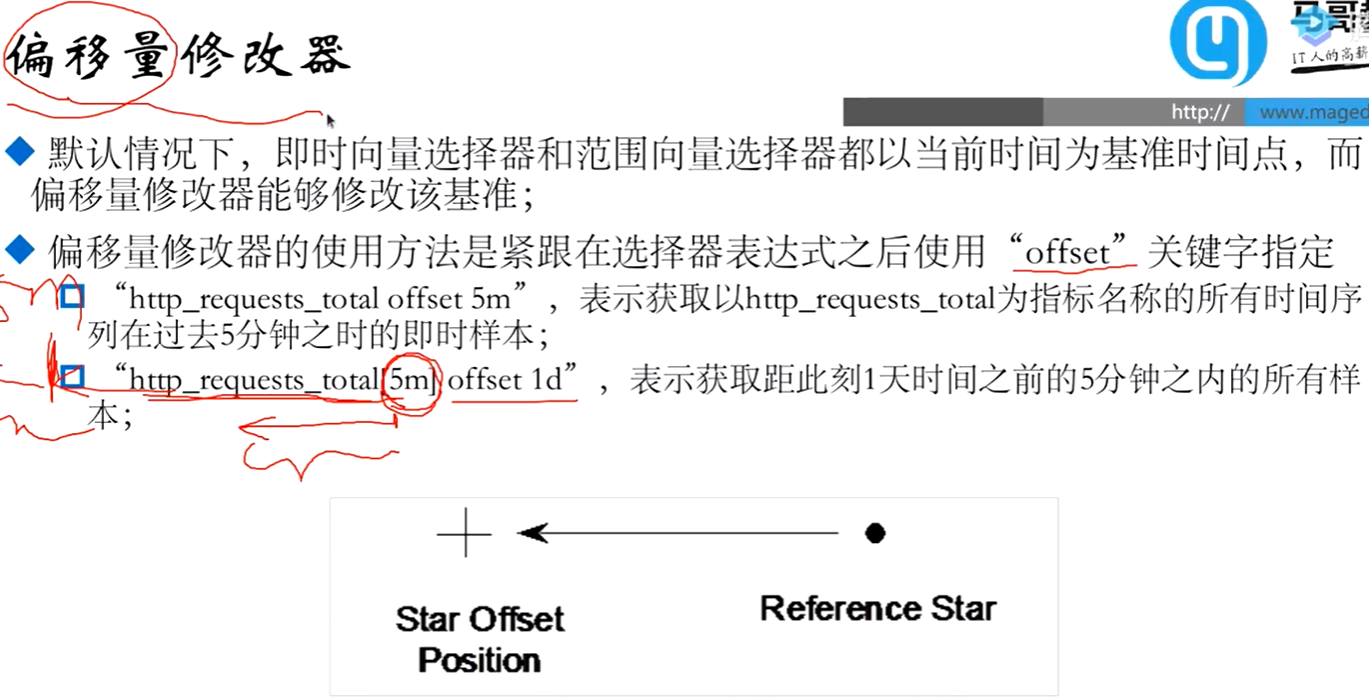 偏移量修改器
IT人的高薪
http://
www.maged
默认情况下，即时向量选择器和范围向量选择器都以当前时间为基准时间点，而
偏移量修改器能够修改该基准；
偏移量修改器的使用方法是紧跟在选择器表达式之后使用“offset”关键字指定
“http_requests_total offset 5m”，表示获取以http_requests_total为指标名称的所有时间序
列在过去5分钟之时的即时样本；
“http_requests_total[5m] offset 1d”，表示获取距此刻1天时间之前的5分钟之内的所有样
本；
Star Offset
Position
Reference Star